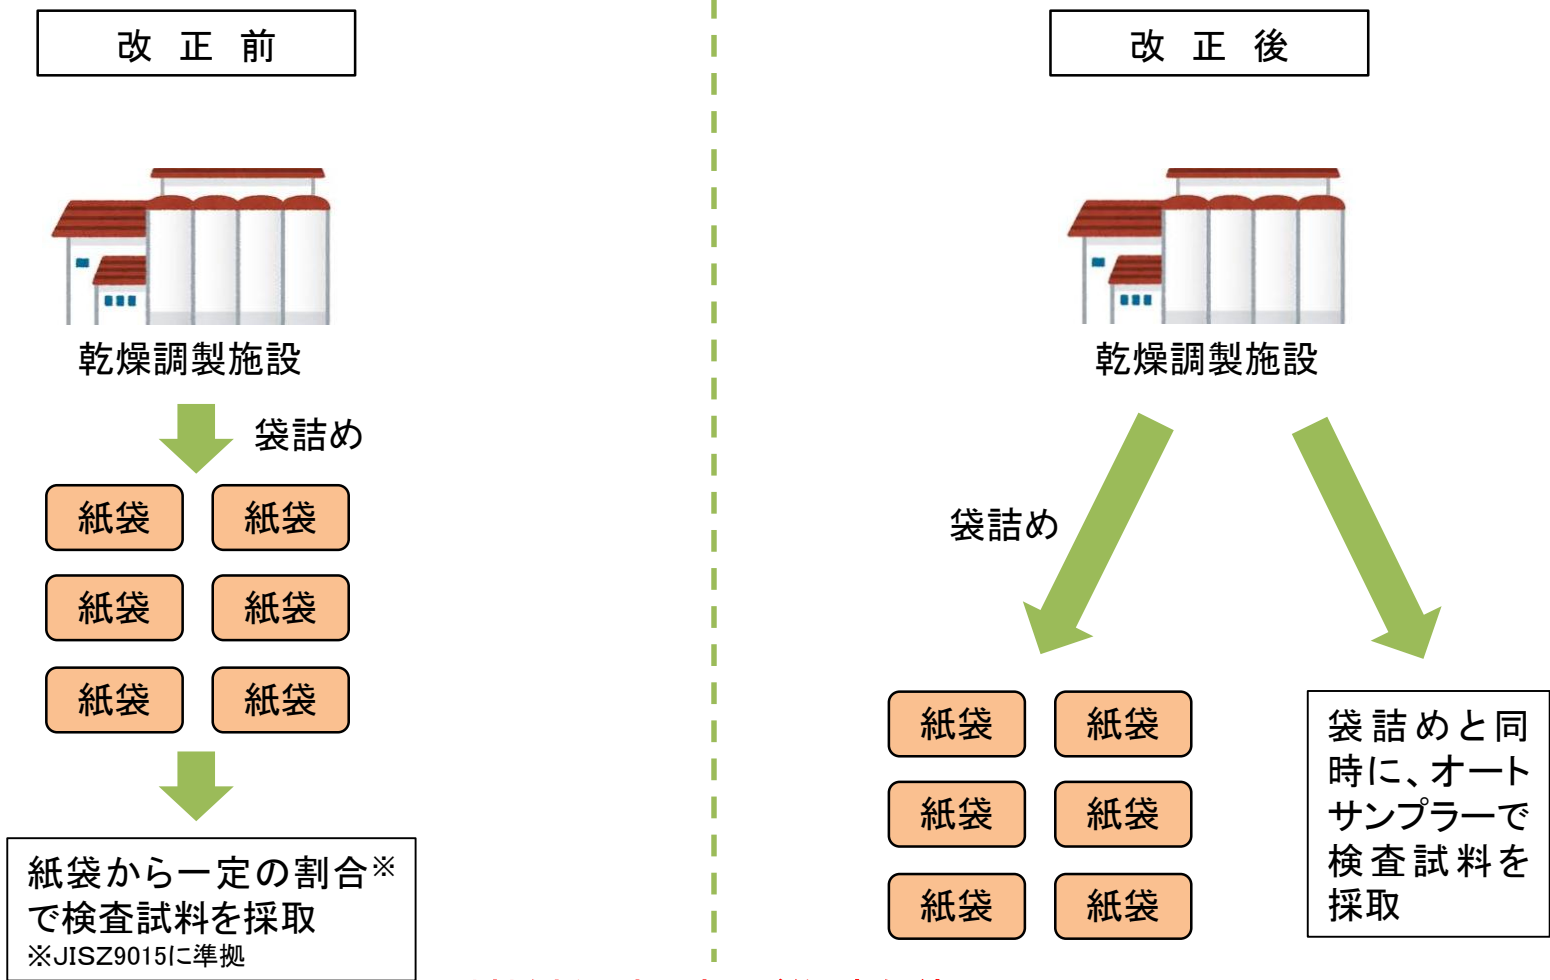 改 正 前
乾燥調製施設
袋詰め
紙袋 紙袋
紙袋 紙袋
紙袋 紙袋
紙袋から一定の割合※
で検査試料を採取
※JISZ9015に準拠
改 正 後
乾燥調製施設
袋詰め
紙袋 紙袋
紙袋 紙袋
紙袋 紙袋
袋詰めと同
時に、オート
サンプラーで
検査試料を
採取